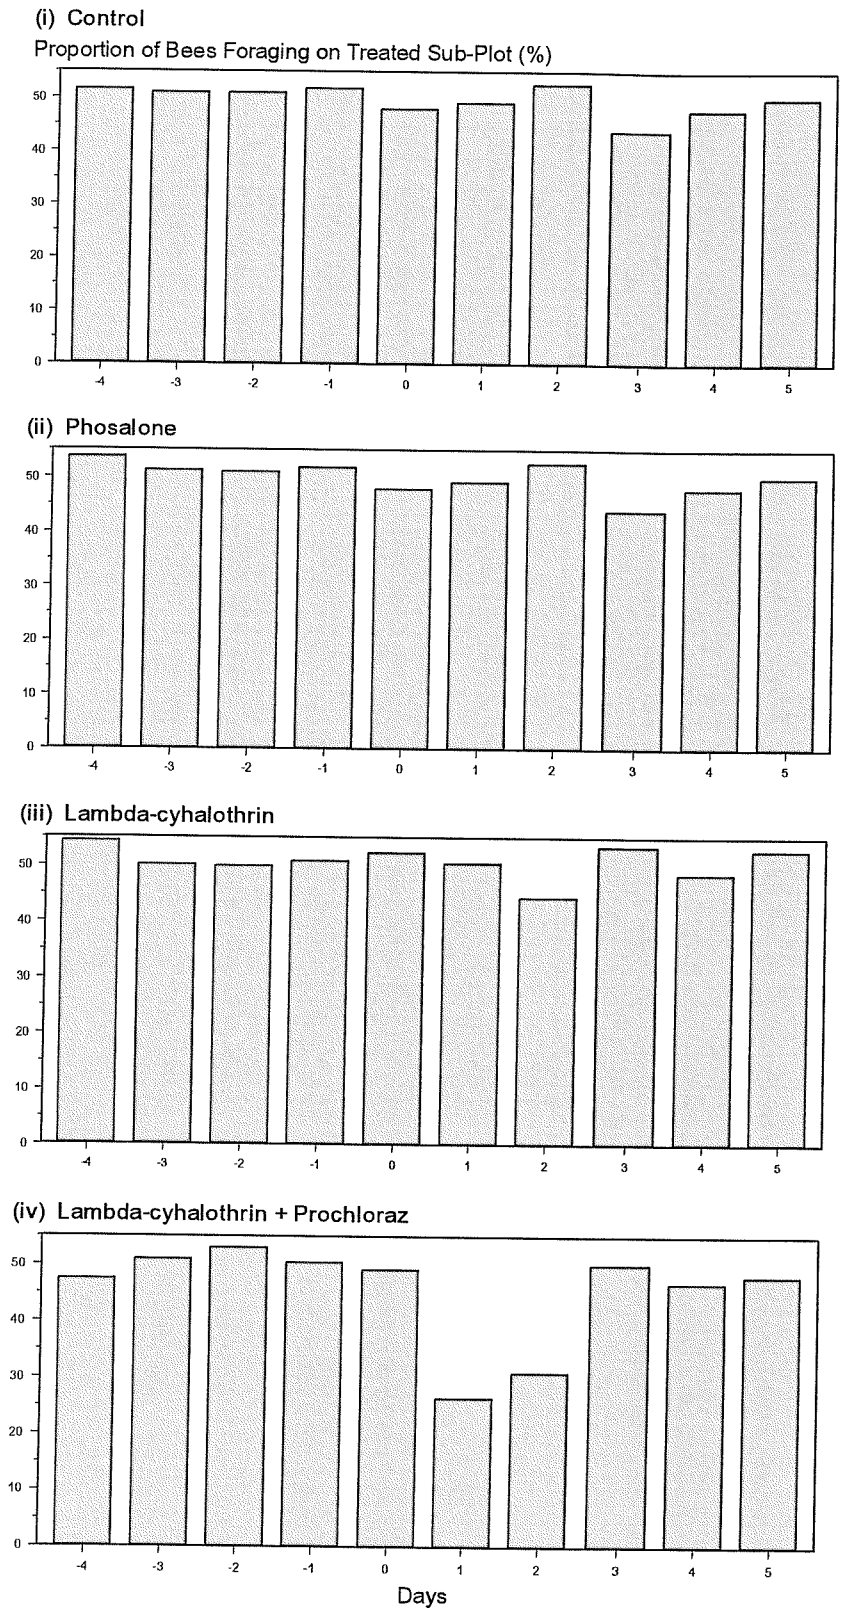 (i) Control
Proportion of Bees Foraging on Treated Sub-Plot (%)
50
40
30
20
10
0
-4 -3 -2 -1 0 1 2 3 4 5
(ii) Phosalone
50
40
30
20
10
0
-4 -3 -2 -1 0 1 2 3 4 5
(iii) Lambda-cyhalothrin
50
40
30
20
10
0
-4 -3 -2 -1 0 1 2 3 4 5
(iv) Lambda-cyhalothrin + Prochloraz
50
40
30
20
10
0
-4 -3 -2 -1 0 1 2 3 4 5
Days